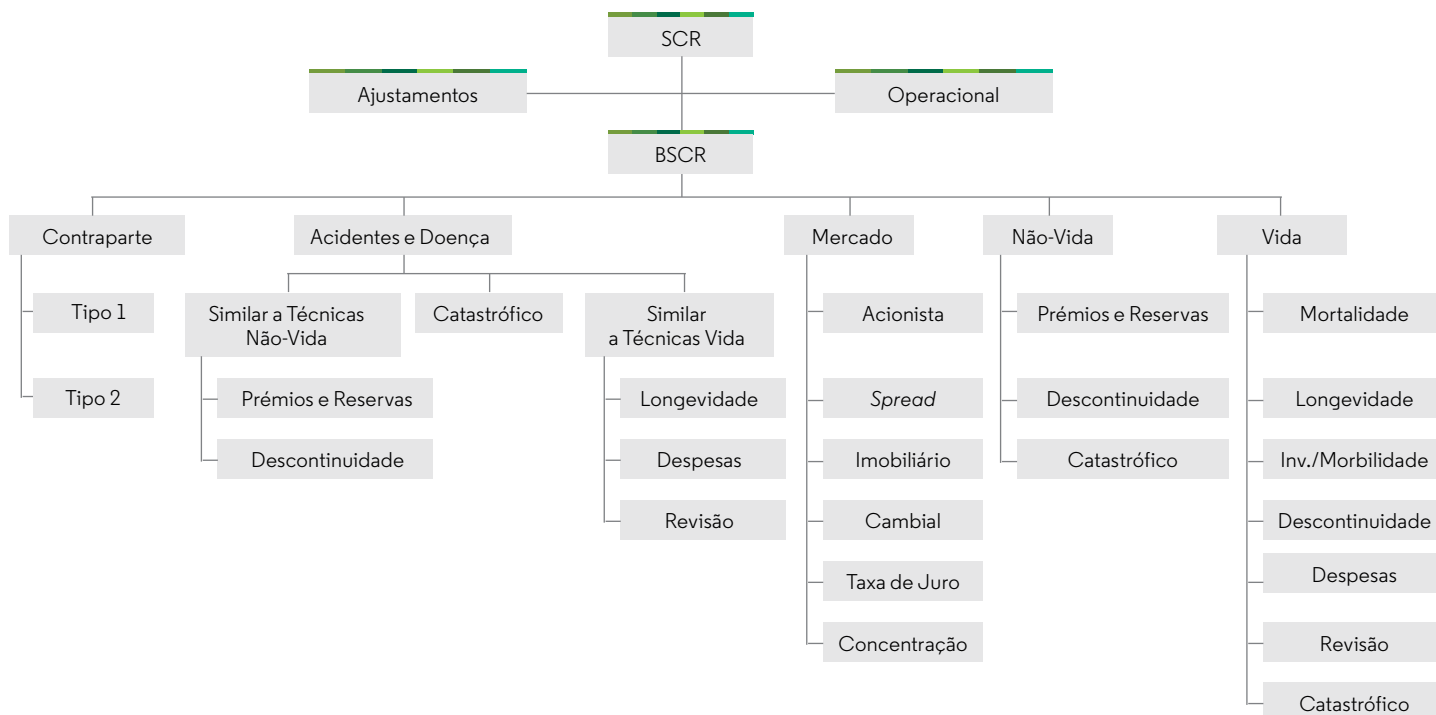 SCR
Ajustamentos
Operacional
BSCR
Contraparte
Acidentes e Doença
Mercado
Não-Vida
Vida
Tipo 1
Tipo 2
Similar a Técnicas
Não-Vida
Prémios e Reservas
Descontinuidade
Catastrófico
Similar
a Técnicas Vida
Longevidade
Despesas
Revisão
Acionista
Spread
Imobiliário
Cambial
Taxa de Juro
Concentração
Prémios e Reservas
Descontinuidade
Catastrófico
Mortalidade
Longevidade
Inv./Morbilidade
Descontinuidade
Despesas
Revisão
Catastrófico